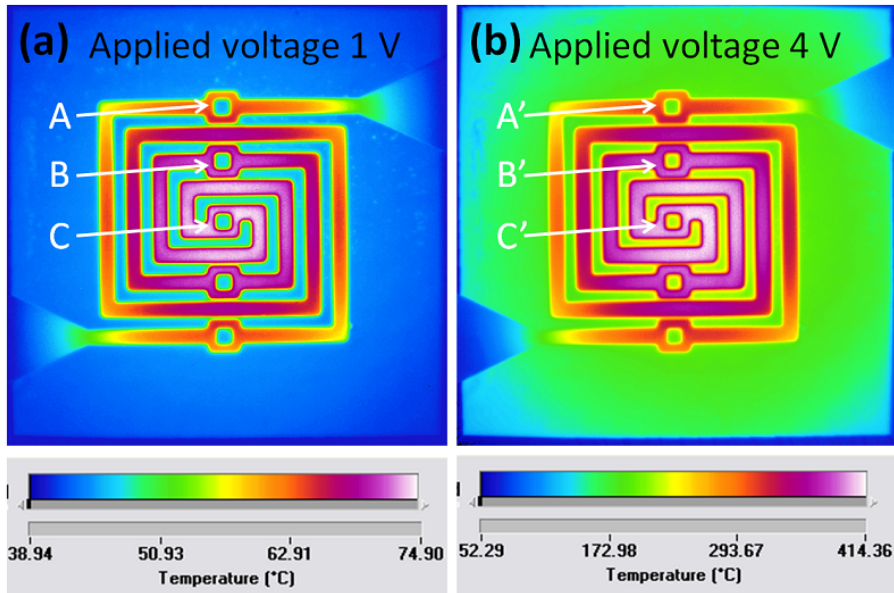 (a) Applied voltage 1 V
A
B
C
38.94 50.93 62.91 74.90
Temperature (°C)
(b) Applied voltage 4 V
A’
B’
C’
52.29 172.98 293.67 414.36
Temperature (°C)